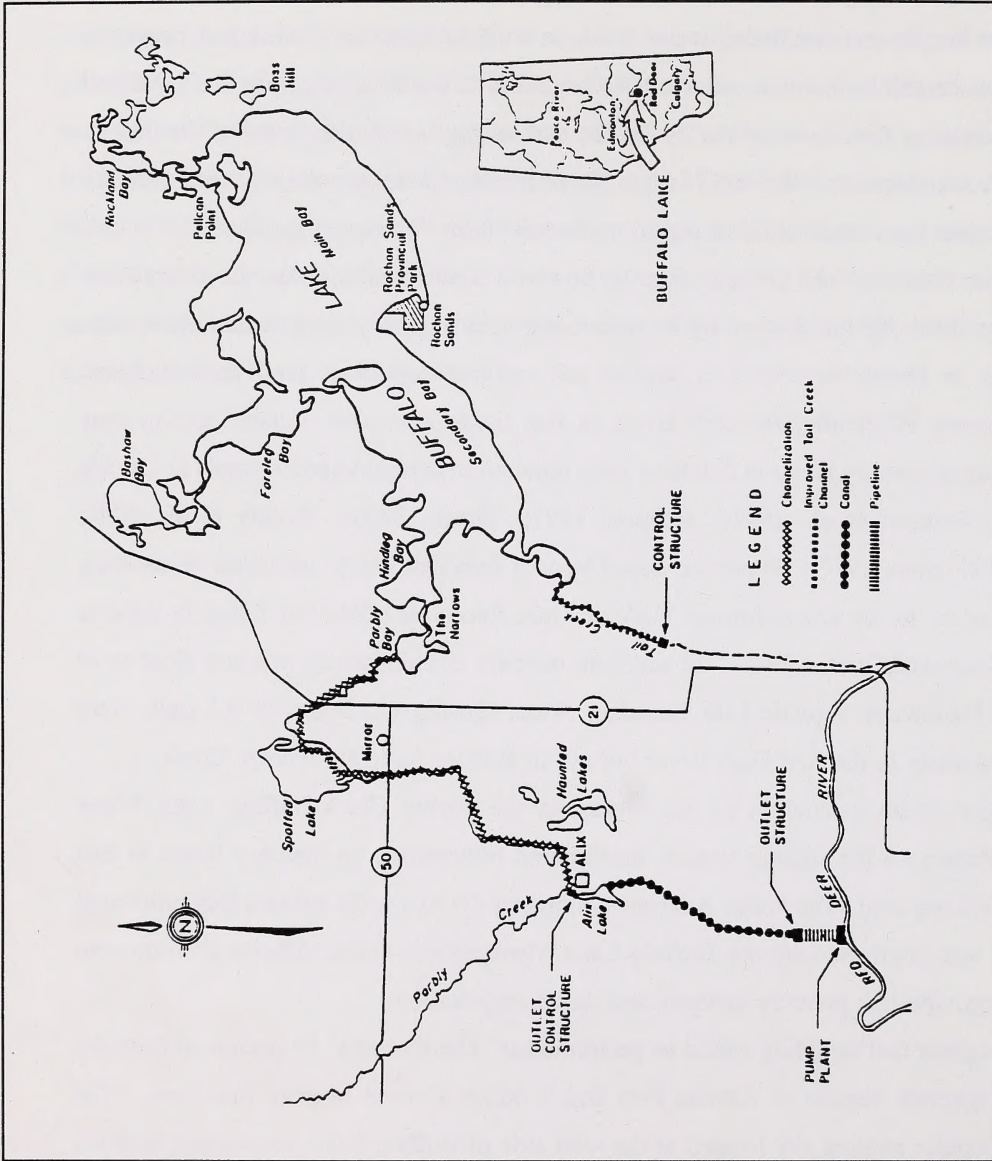 N
Spotted
Lake
Mirror
Parlby
Bay
The
Narrows
Hindleg
Bay
Bashaw
Bay
Foreleg
Bay
BUFFALO
Secondary Bay
LAKE
Main Bay
Rockland
Bay
Pelican
Point
Boss
Hill
Rochon Sands
Provincial
Park
Rochon
Sands
50
21
Parlby
Creek
Haunted
Lakes
ALIX
Alix
Lake
OUTLET
CONTROL
STRUCTURE
Tail
Creek
CONTROL
STRUCTURE
OUTLET
STRUCTURE
PUMP
PLANT
RED
DEER
RIVER
Peace River
Edmonton
Red Deer
Calgary
BUFFALO LAKE
LEGEND
Channelization
Improved Tail Creek
Channel
Canal
Pipeline